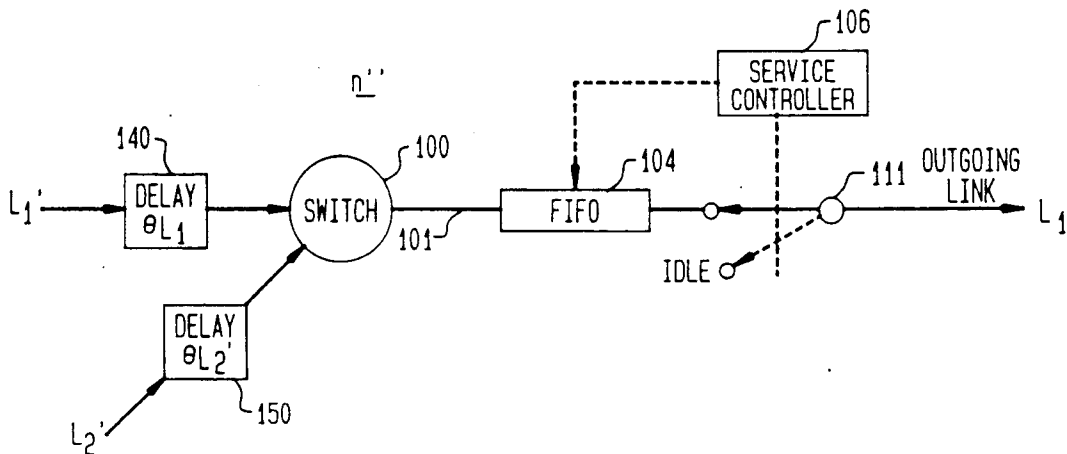 106
n''
SERVICE
CONTROLLER
140
100
104
111
OUTGOING
LINK
L1'
DELAY
θL1
SWITCH
101
FIFO
L1
IDLE
DELAY
θL2'
150
L2'